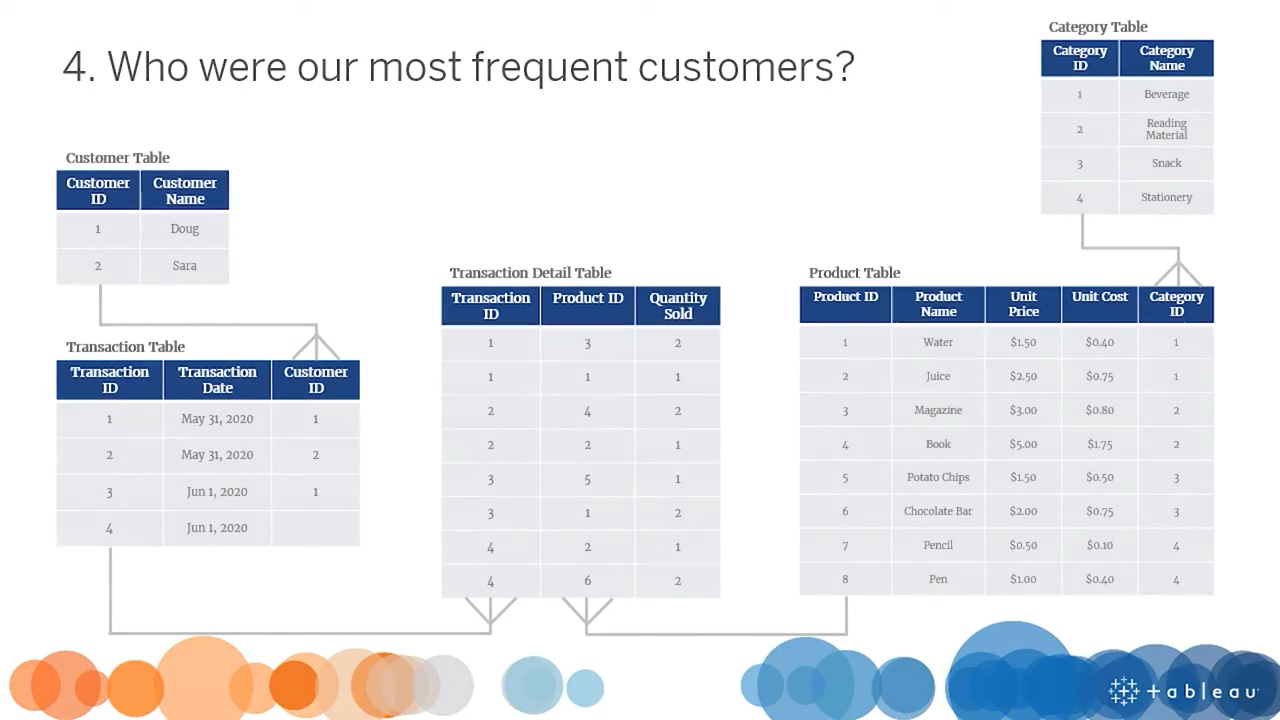 4. Who were our most frequent customers?
Category Table
Category ID Category Name
1 Beverage
2 Reading Material
3 Snack
4 Stationery
Customer Table
Customer ID Customer Name
1 Doug
2 Sara
Transaction Table
Transaction ID Transaction Date Customer ID
1 May 31, 2020 1
2 May 31, 2020 2
3 Jun 1, 2020 1
4 Jun 1, 2020
Transaction Detail Table
Transaction ID Product ID Quantity Sold
1 3 2
1 1 1
2 4 2
2 2 1
3 5 1
3 1 2
4 2 1
4 6 2
Product Table
Product ID Product Name Unit Price Unit Cost Category ID
1 Water $1.50 $0.40 1
2 Juice $2.50 $0.75 1
3 Magazine $3.00 $0.80 2
4 Book $5.00 $1.75 2
5 Potato Chips $1.50 $0.50 3
6 Chocolate Bar $2.00 $0.75 3
7 Pencil $0.50 $0.10 4
8 Pen $1.00 $0.40 4
tableau